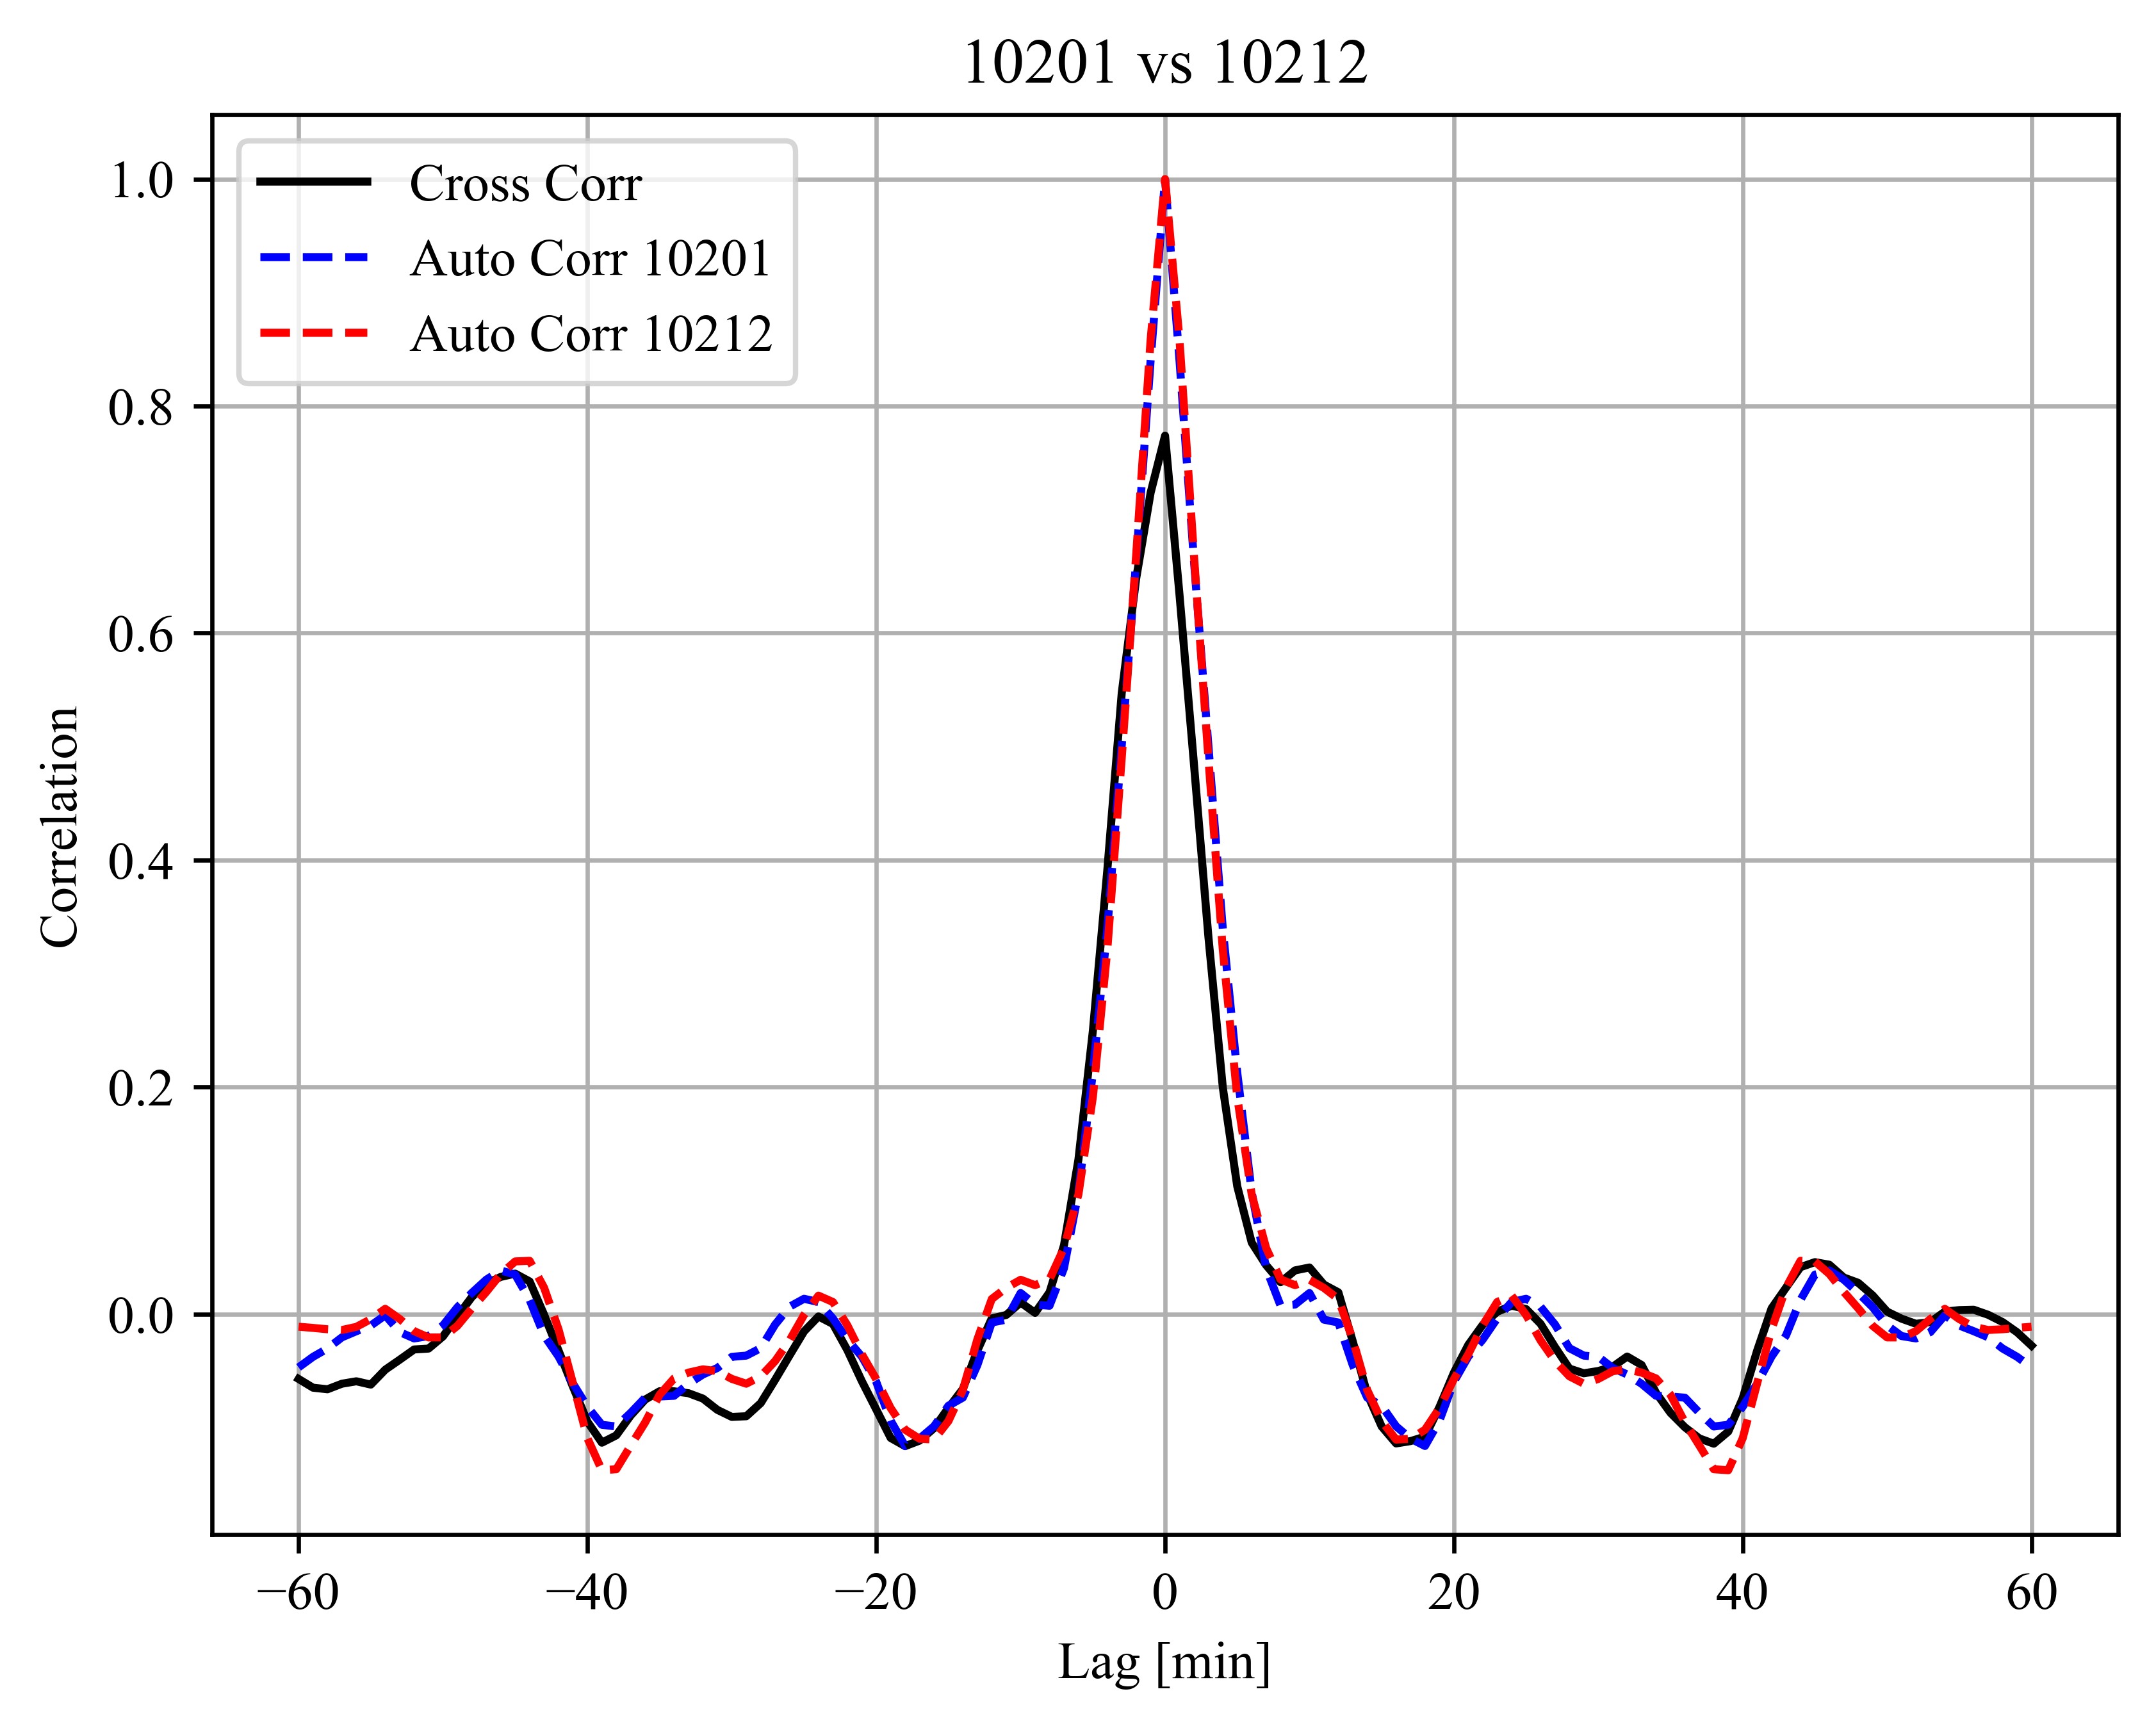 10201 vs 10212
Cross Corr
Auto Corr 10201
Auto Corr 10212
1.0
0.8
0.6
0.4
0.2
0.0
Correlation
−60 −40 −20 0 20 40 60
Lag [min]